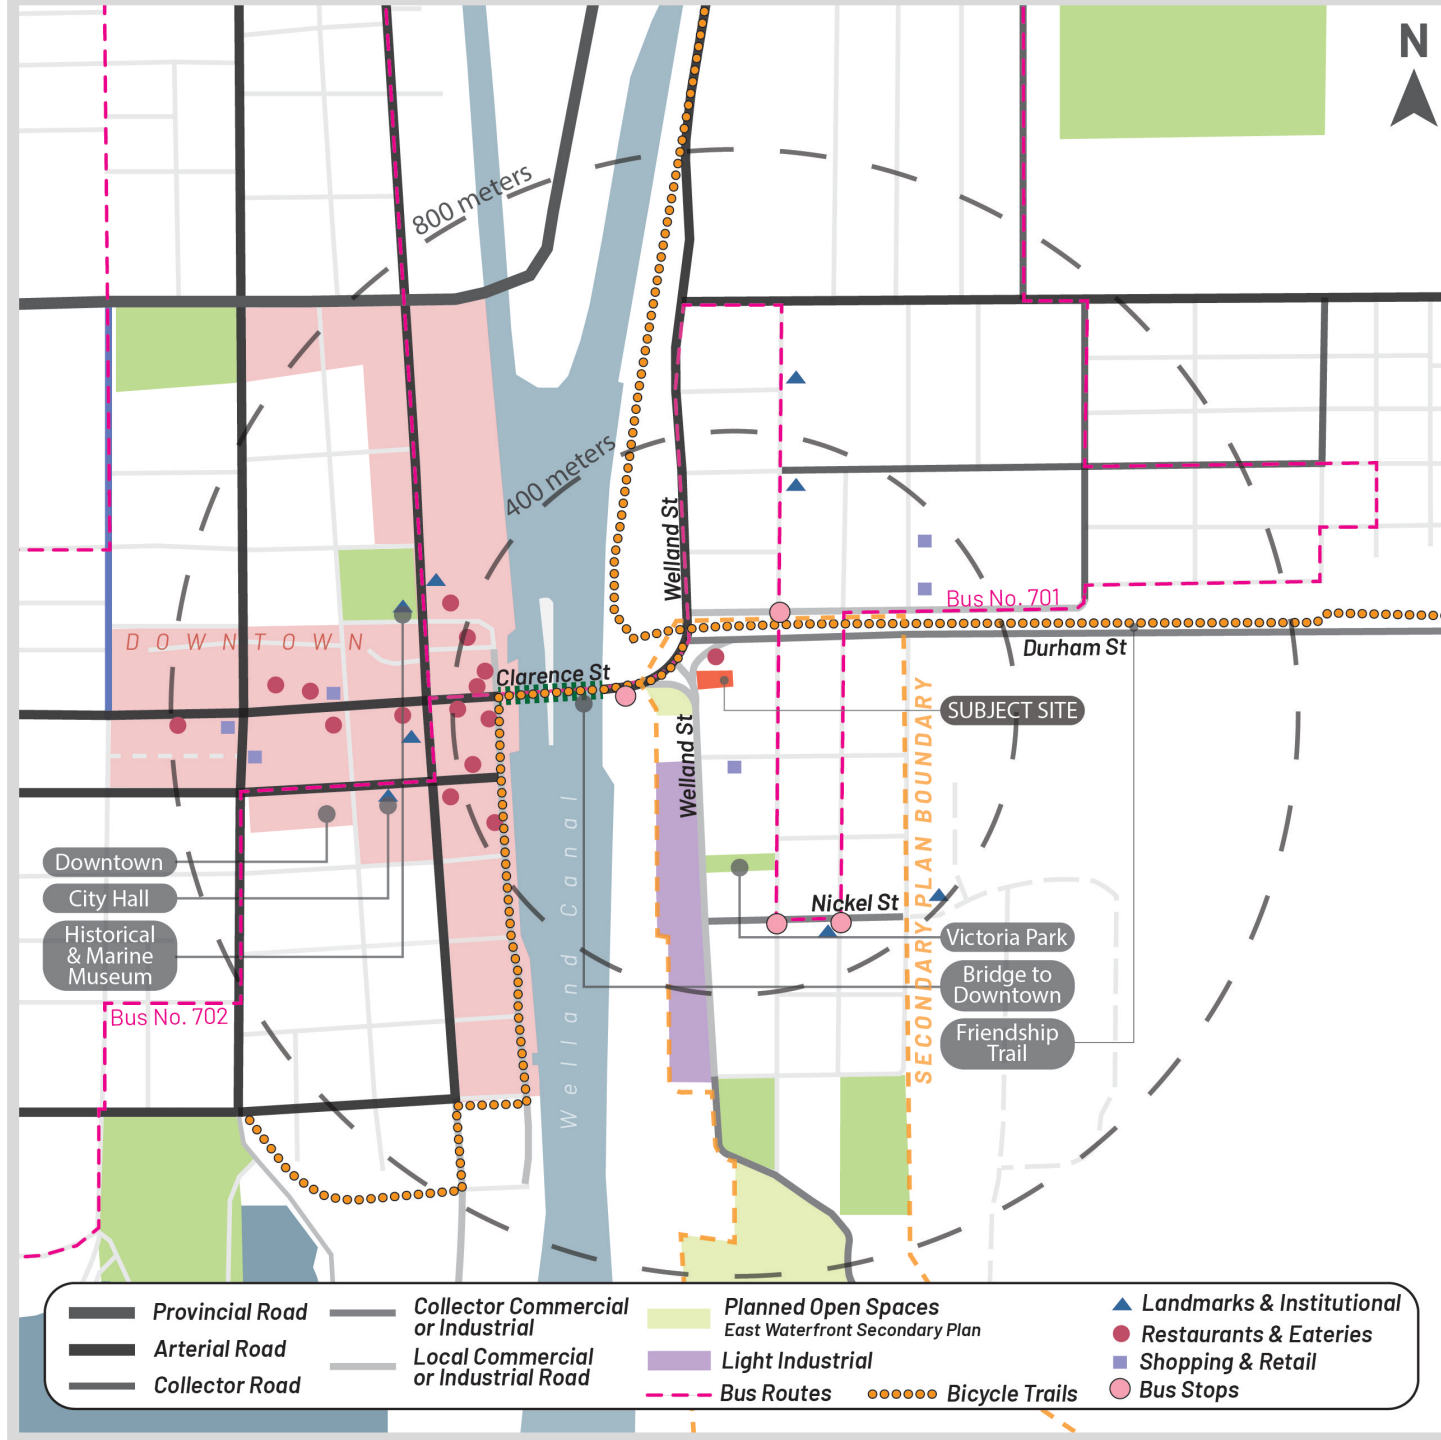 N
800 meters
400 meters
Welland St
Bus No. 701
DOWNTOWN
Clarence St
Durham St
SUBJECT SITE
SECONDARY PLAN BOUNDARY
Welland St
Welland Canal
Downtown
City Hall
Historical
& Marine
Museum
Nickel St
Victoria Park
Bridge to
Downtown
Friendship
Trail
Bus No. 702
Provincial Road
Arterial Road
Collector Road
Collector Commercial
or Industrial
Local Commercial
or Industrial Road
Planned Open Spaces
East Waterfront Secondary Plan
Light Industrial
Bus Routes
Bicycle Trails
Landmarks & Institutional
Restaurants & Eateries
Shopping & Retail
Bus Stops